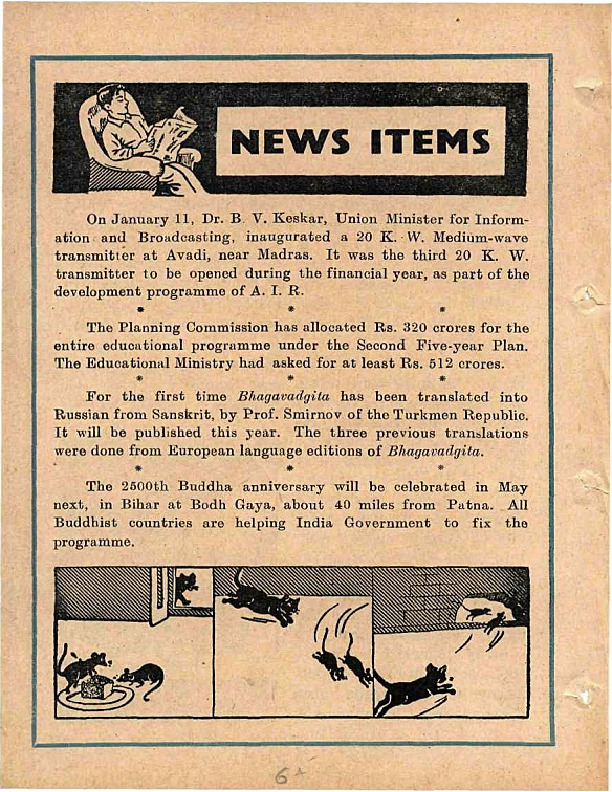 NEWS ITEMS
On January 11, Dr. B. V. Keskar, Union Minister for Inform-
ation and Broadcasting, inaugurated a 20 K. W. Medium-wave
transmitter at Avadi, near Madras. It was the third 20 K. W.
transmitter to be opened during the financial year, as part of the
development programme of A. I. R.
* * *
The Planning Commission has allocated Rs. 320 crores for the
entire educational programme under the Second Five-year Plan.
The Educational Ministry had asked for at least Rs. 512 crores.
* * *
For the first time Bhagavadgita has been translated into
Russian from Sanskrit, by Prof. Smirnov of the Turkmen Republic.
It will be published this year. The three previous translations
were done from European language editions of Bhagavadgita.
* * *
The 2500th Buddha anniversary will be celebrated in May
next, in Bihar at Bodh Gaya, about 40 miles from Patna. All
Buddhist countries are helping India Government to fix the
programme.